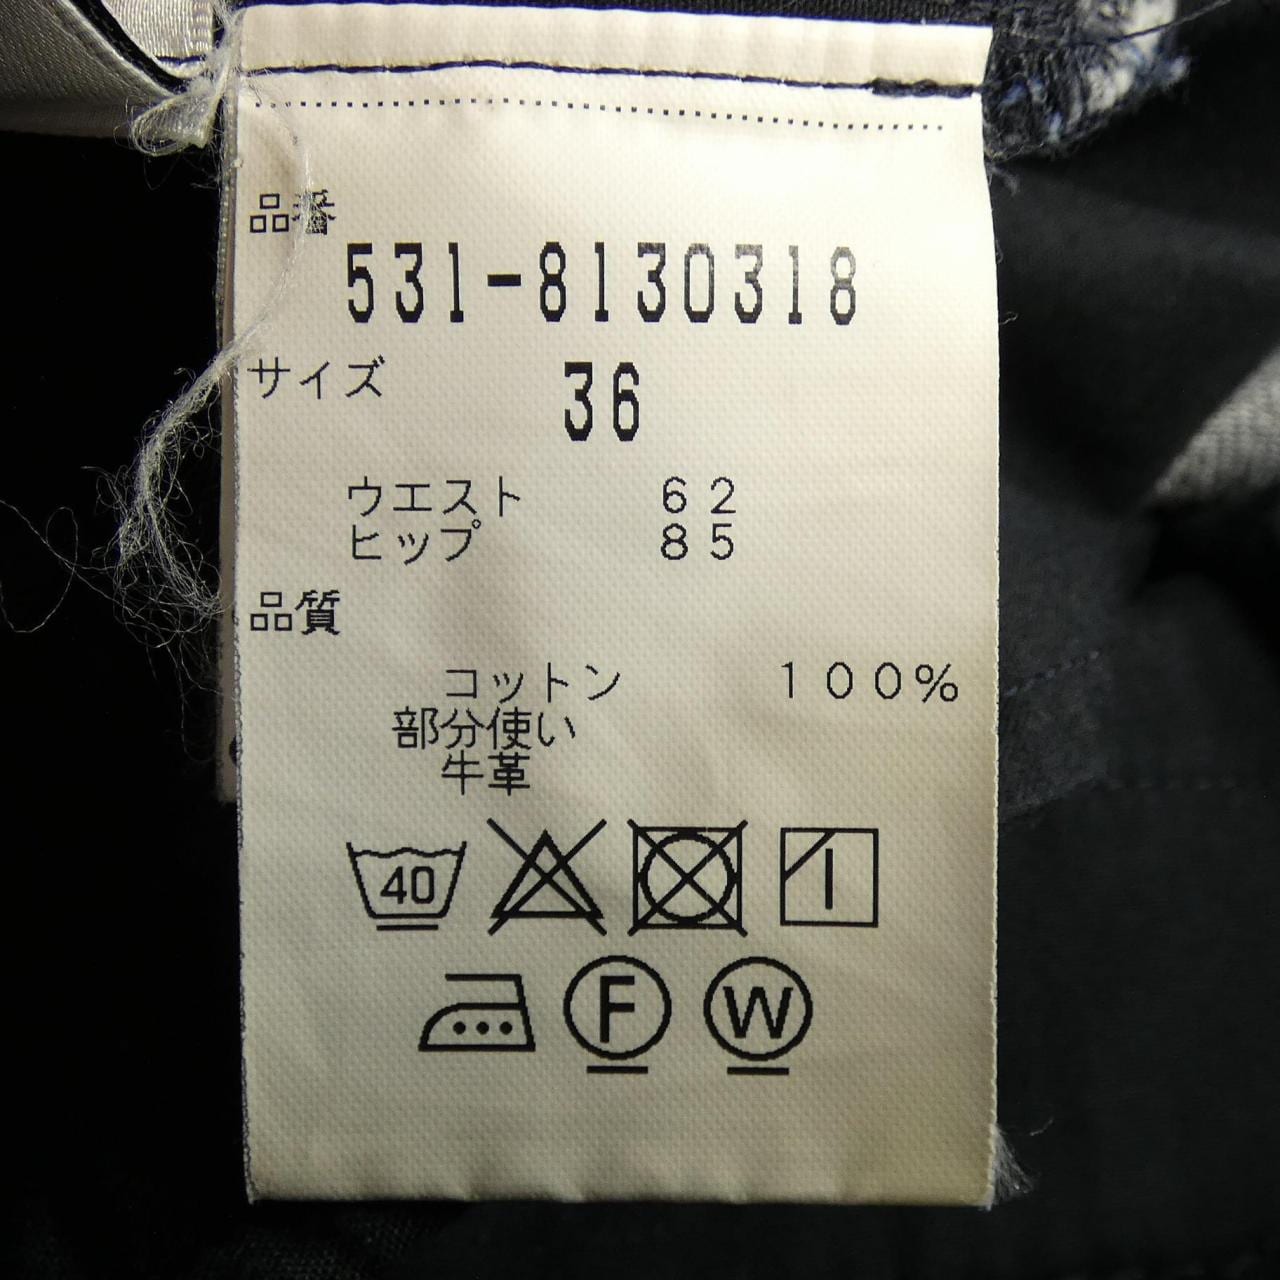 品番
531-8130318
サイズ 36
ウエスト 62
ヒップ 85
品質
コットン 100%
部分使い
牛革
40
F W